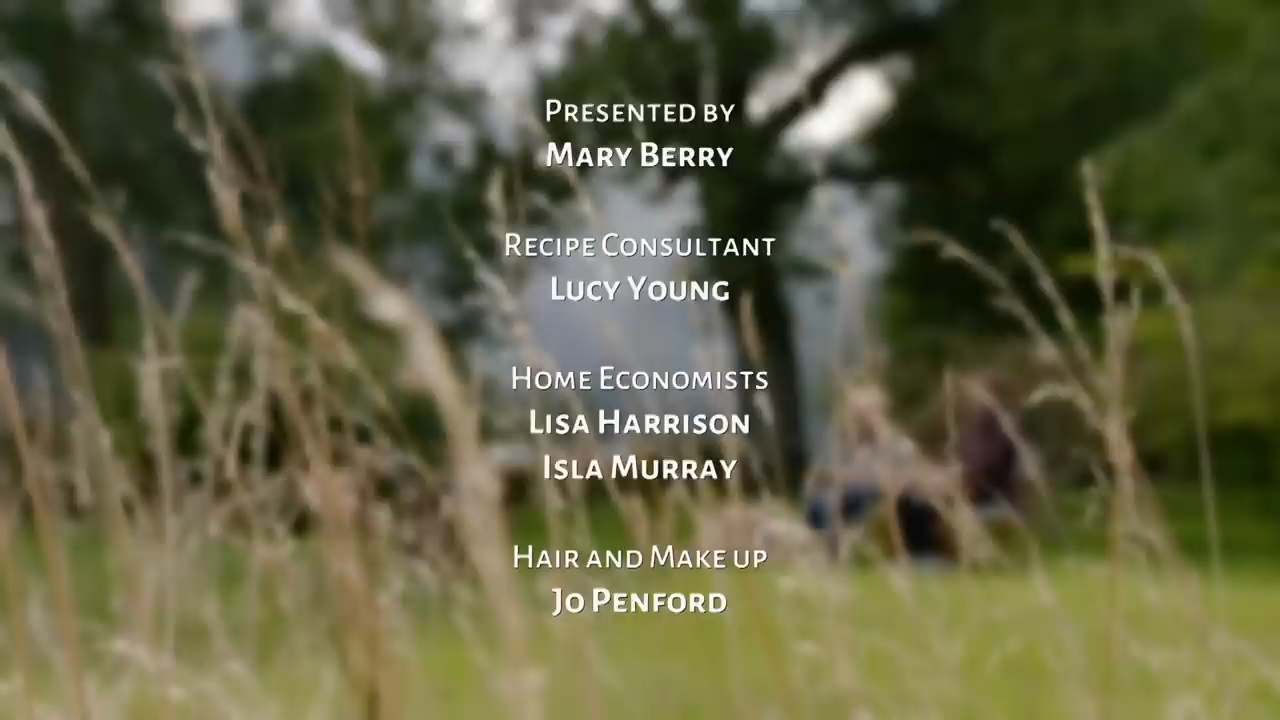 Presented by
Mary Berry
Recipe Consultant
Lucy Young
Home Economists
Lisa Harrison
Isla Murray
Hair and Make up
Jo Penford